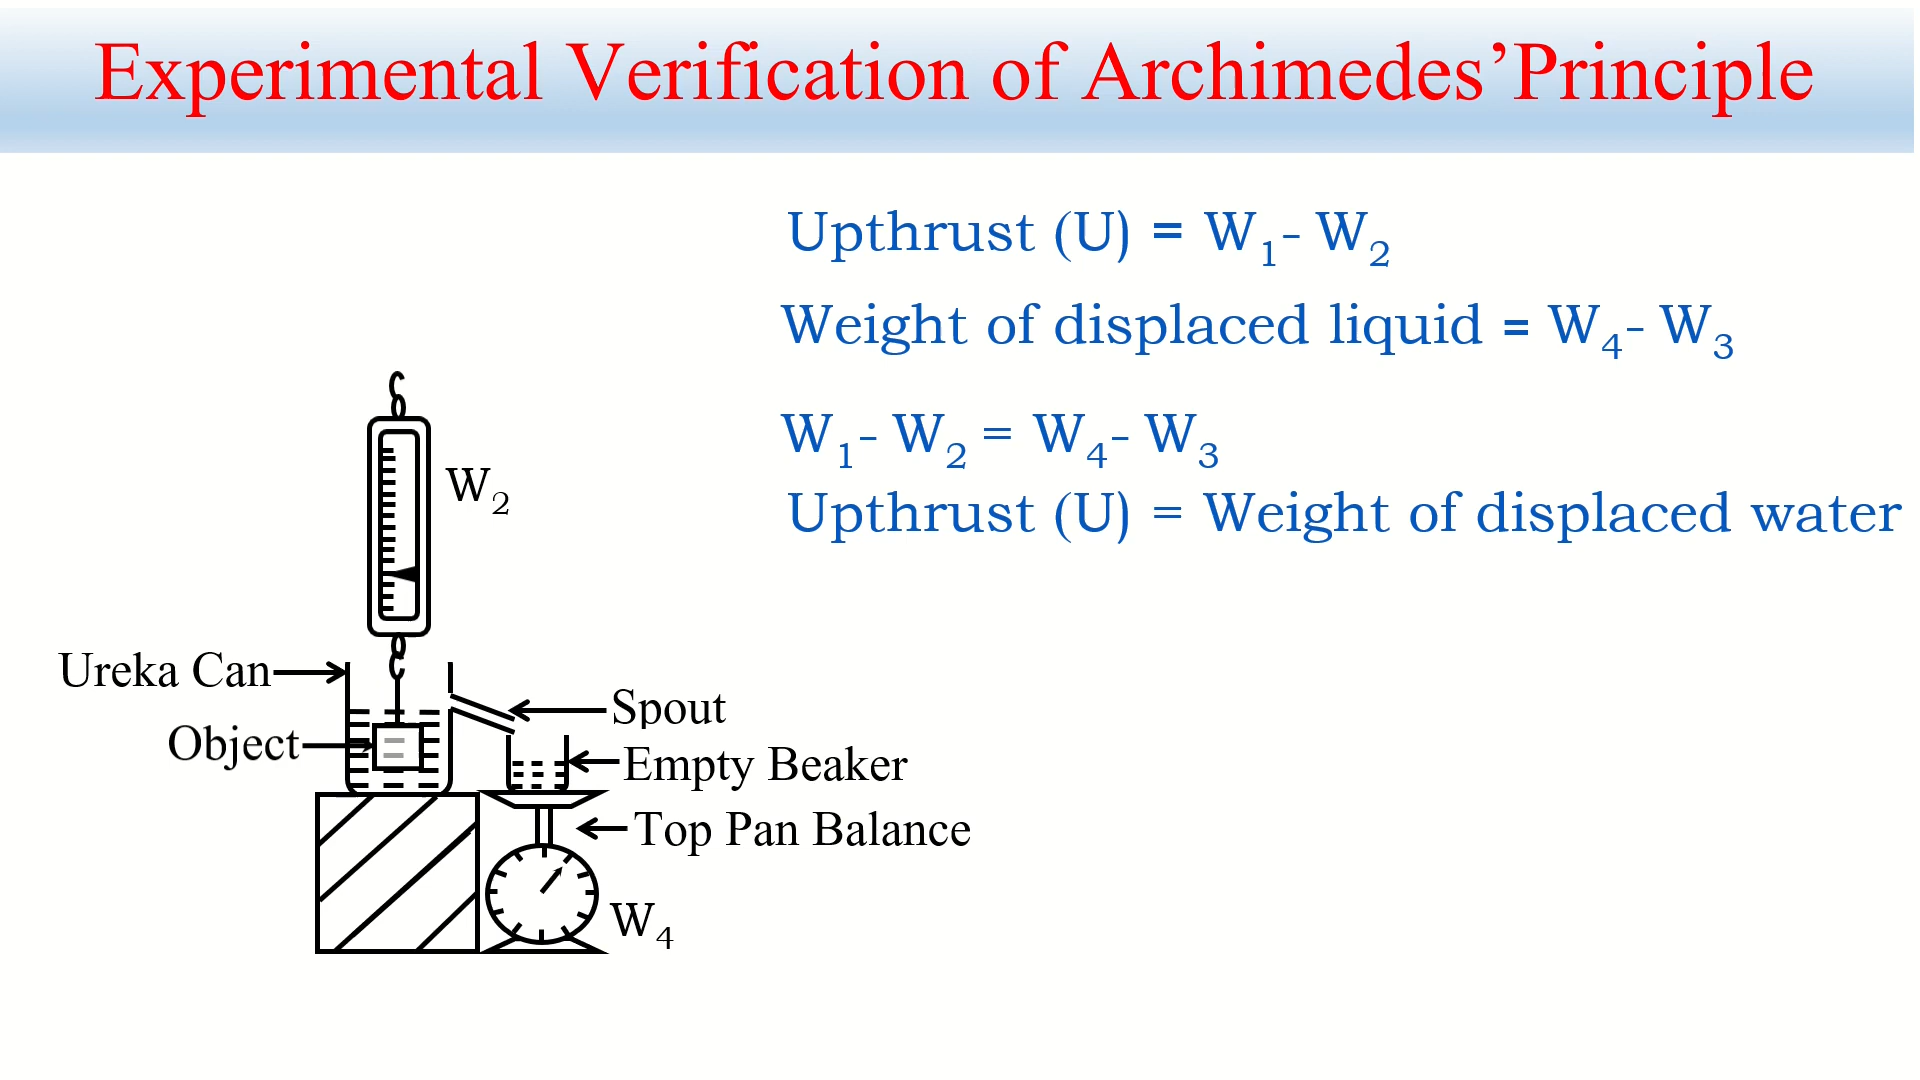 Experimental Verification of Archimedes’Principle
Upthrust (U) = W₁- W₂
Weight of displaced liquid = W₄- W₃
W₁- W₂ = W₄- W₃
Upthrust (U) = Weight of displaced water
W₂
Ureka Can
Object
Spout
Empty Beaker
Top Pan Balance
W₄